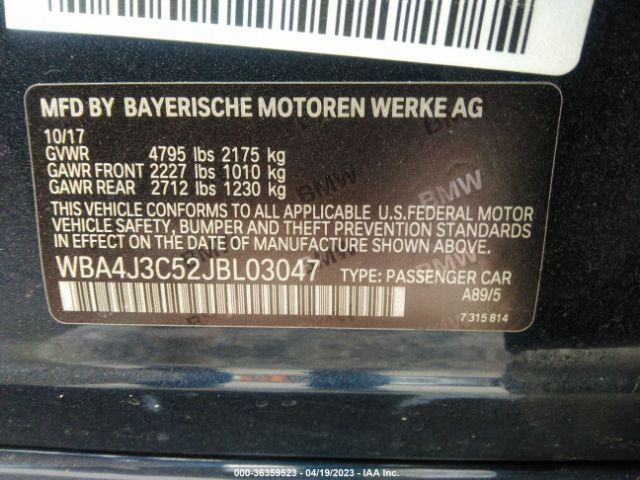 MFD BY BAYERISCHE MOTOREN WERKE AG
10/17
GVWR 4795 lbs 2175 kg
GAWR FRONT 2227 lbs 1010 kg
GAWR REAR 2712 lbs 1230 kg
THIS VEHICLE CONFORMS TO ALL APPLICABLE U.S.FEDERAL MOTOR
VEHICLE SAFETY, BUMPER AND THEFT PREVENTION STANDARDS
IN EFFECT ON THE DATE OF MANUFACTURE SHOWN ABOVE.
WBA4J3C52JBL03047 TYPE: PASSENGER CAR
A89/5
7 315 814
000-36359523 - 04/19/2023 - IAA Inc.